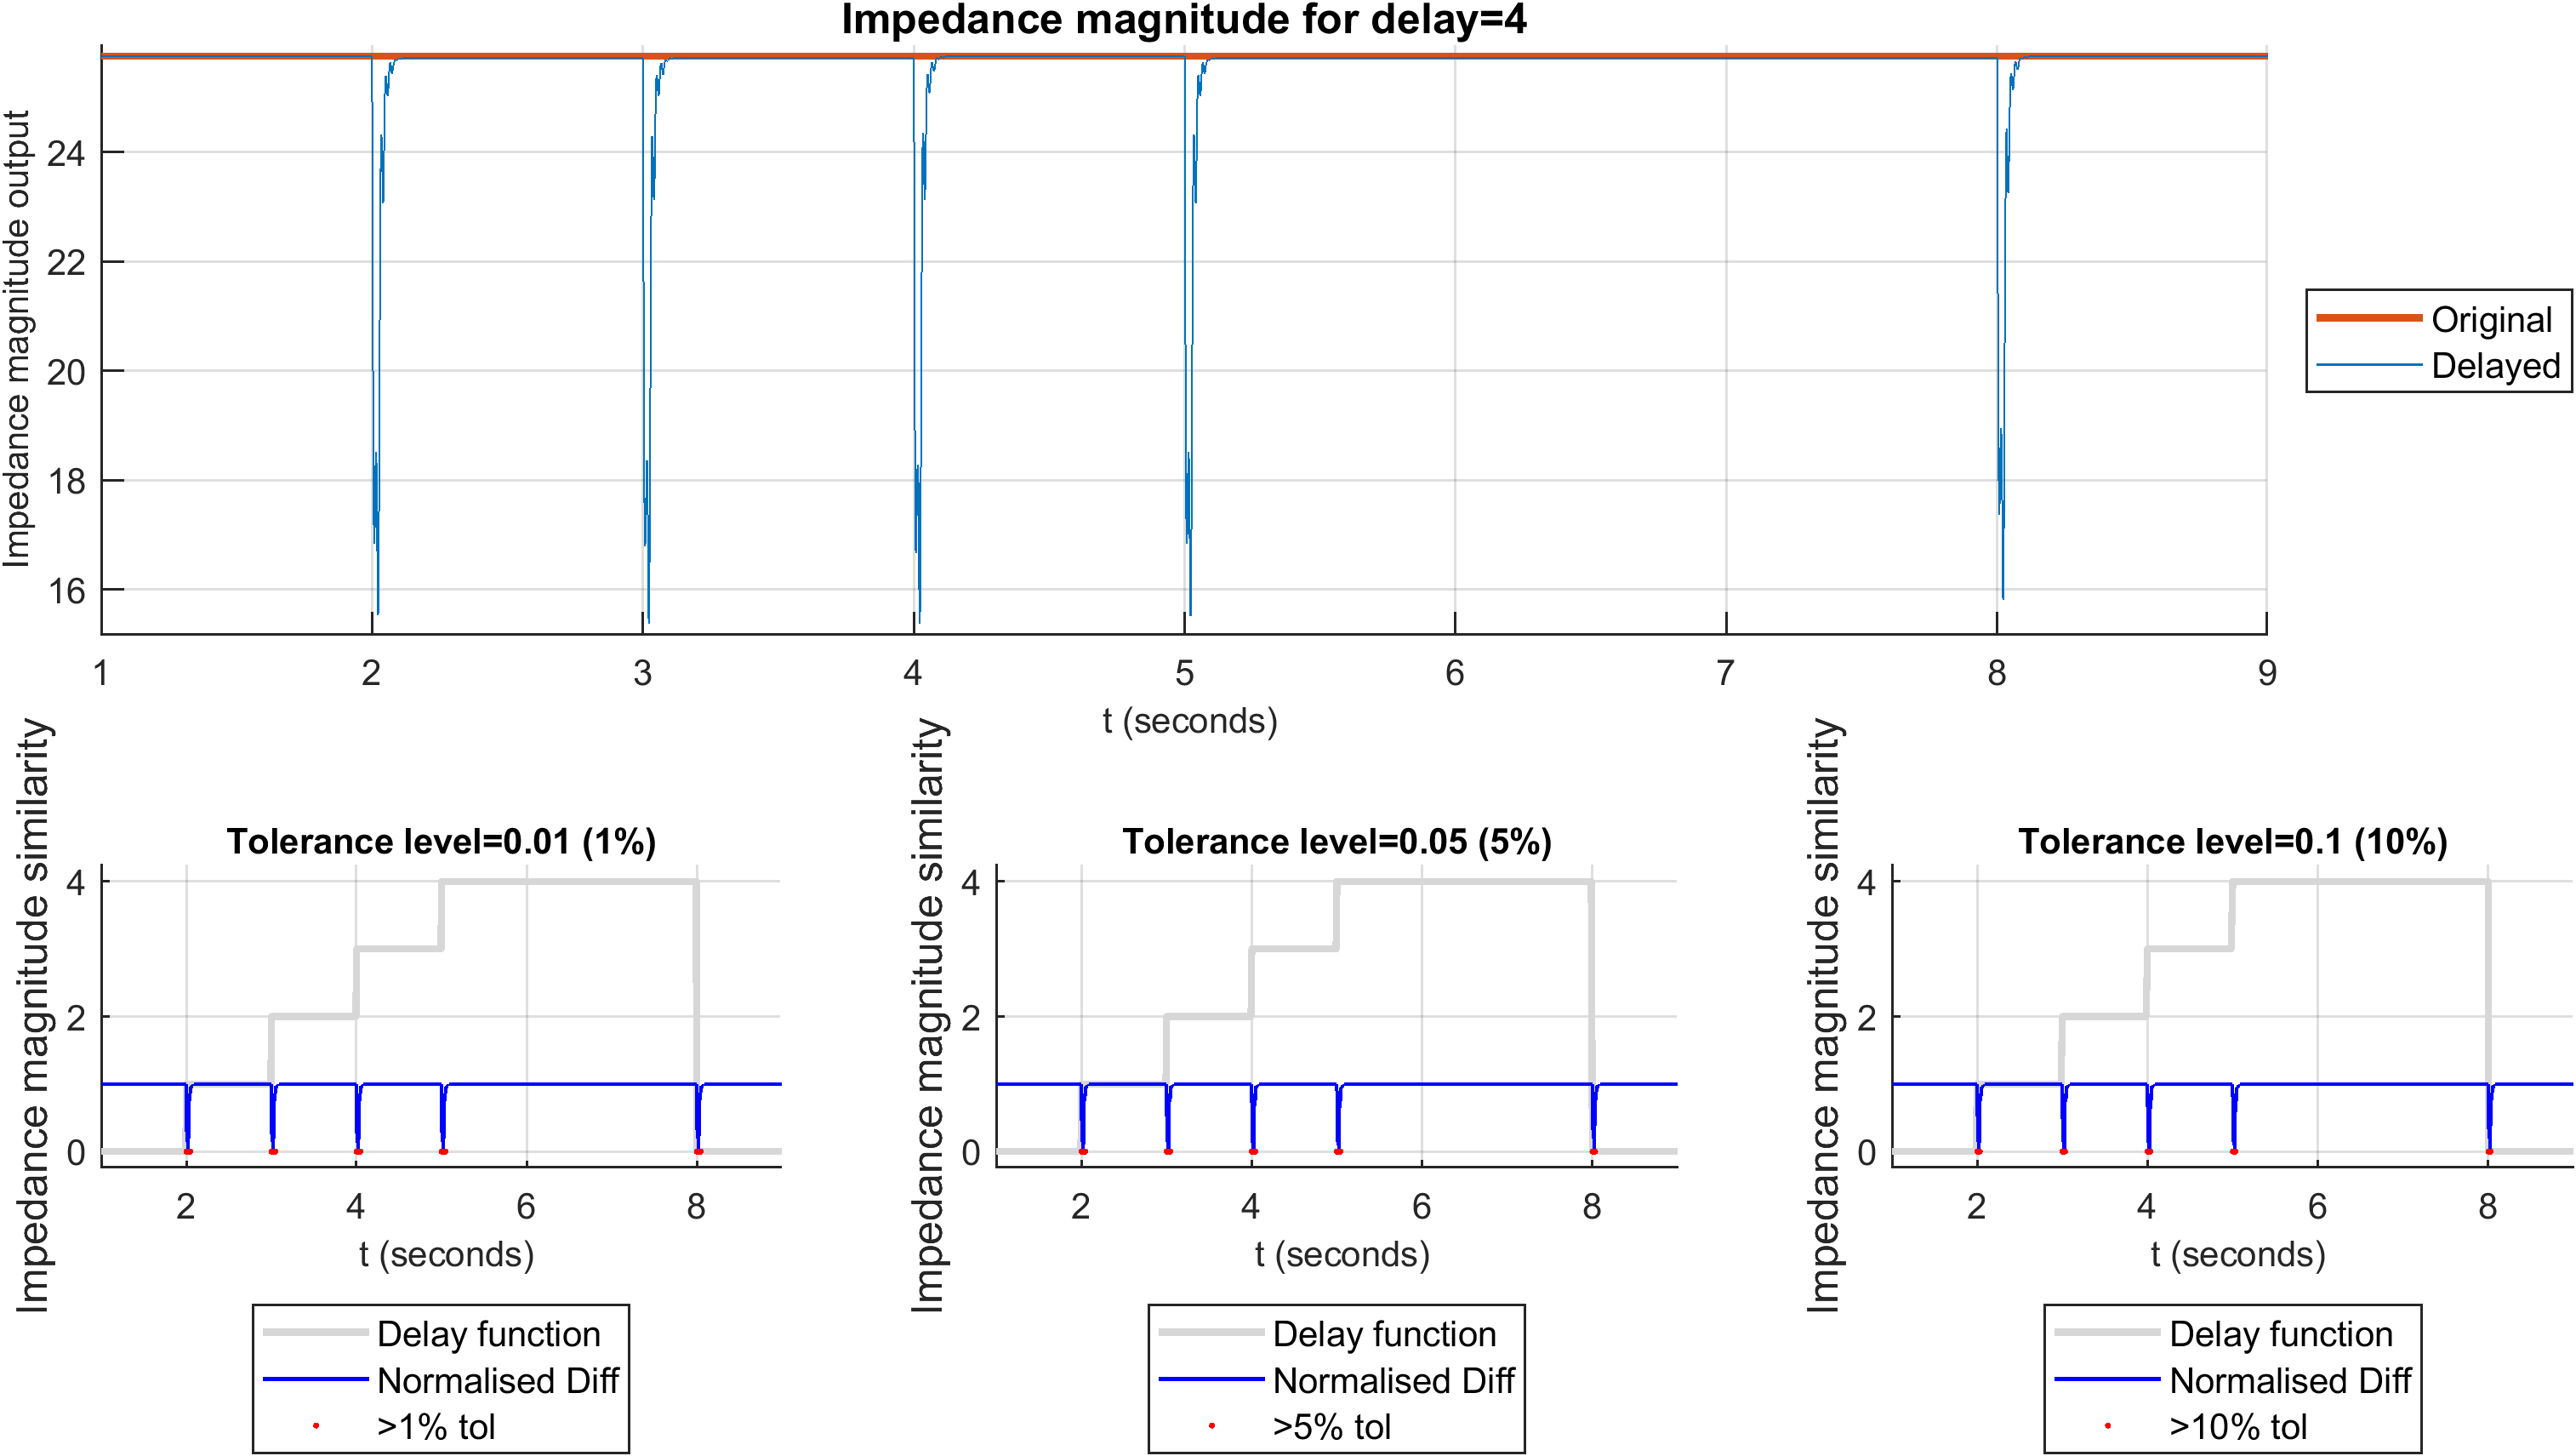 Impedance magnitude for delay=4
Impedance magnitude output
24
22
20
18
16
1 2 3 4 5 6 7 8 9
t (seconds)
Original
Delayed
Impedance magnitude similarity
Tolerance level=0.01 (1%)
4
2
0
2 4 6 8
t (seconds)
Delay function
Normalised Diff
>1% tol
Impedance magnitude similarity
Tolerance level=0.05 (5%)
4
2
0
2 4 6 8
t (seconds)
Delay function
Normalised Diff
>5% tol
Impedance magnitude similarity
Tolerance level=0.1 (10%)
4
2
0
2 4 6 8
t (seconds)
Delay function
Normalised Diff
>10% tol